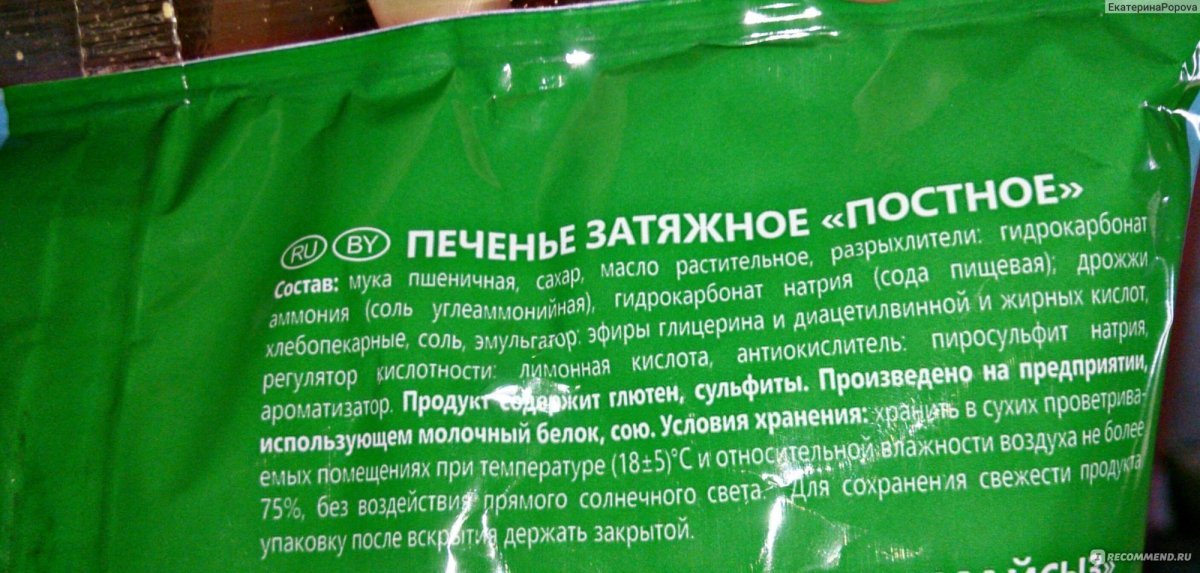 ЕкатеринаPopova
RU BY ПЕЧЕНЬЕ ЗАТЯЖНОЕ «ПОСТНОЕ»
Состав: мука пшеничная, сахар, масло растительное, разрыхлители: гидрокарбонат
аммония (соль углеаммонийная), гидрокарбонат натрия (сода пищевая); дрожжи
хлебопекарные, соль, эмульгатор: эфиры глицерина и диацетилвинной и жирных кислот,
регулятор кислотности: лимонная кислота, антиокислитель: пиросульфит натрия,
ароматизатор. Продукт содержит глютен, сульфиты. Произведено на предприятии,
использующем молочный белок, сою. Условия хранения: хранить в сухих проветрива-
емых помещениях при температуре (18±5)°С и относительной влажности воздуха не более
75%, без воздействия прямого солнечного света. Для сохранения свежести продукта
упаковку после вскрытия держать закрытой.
RECOMMEND.RU